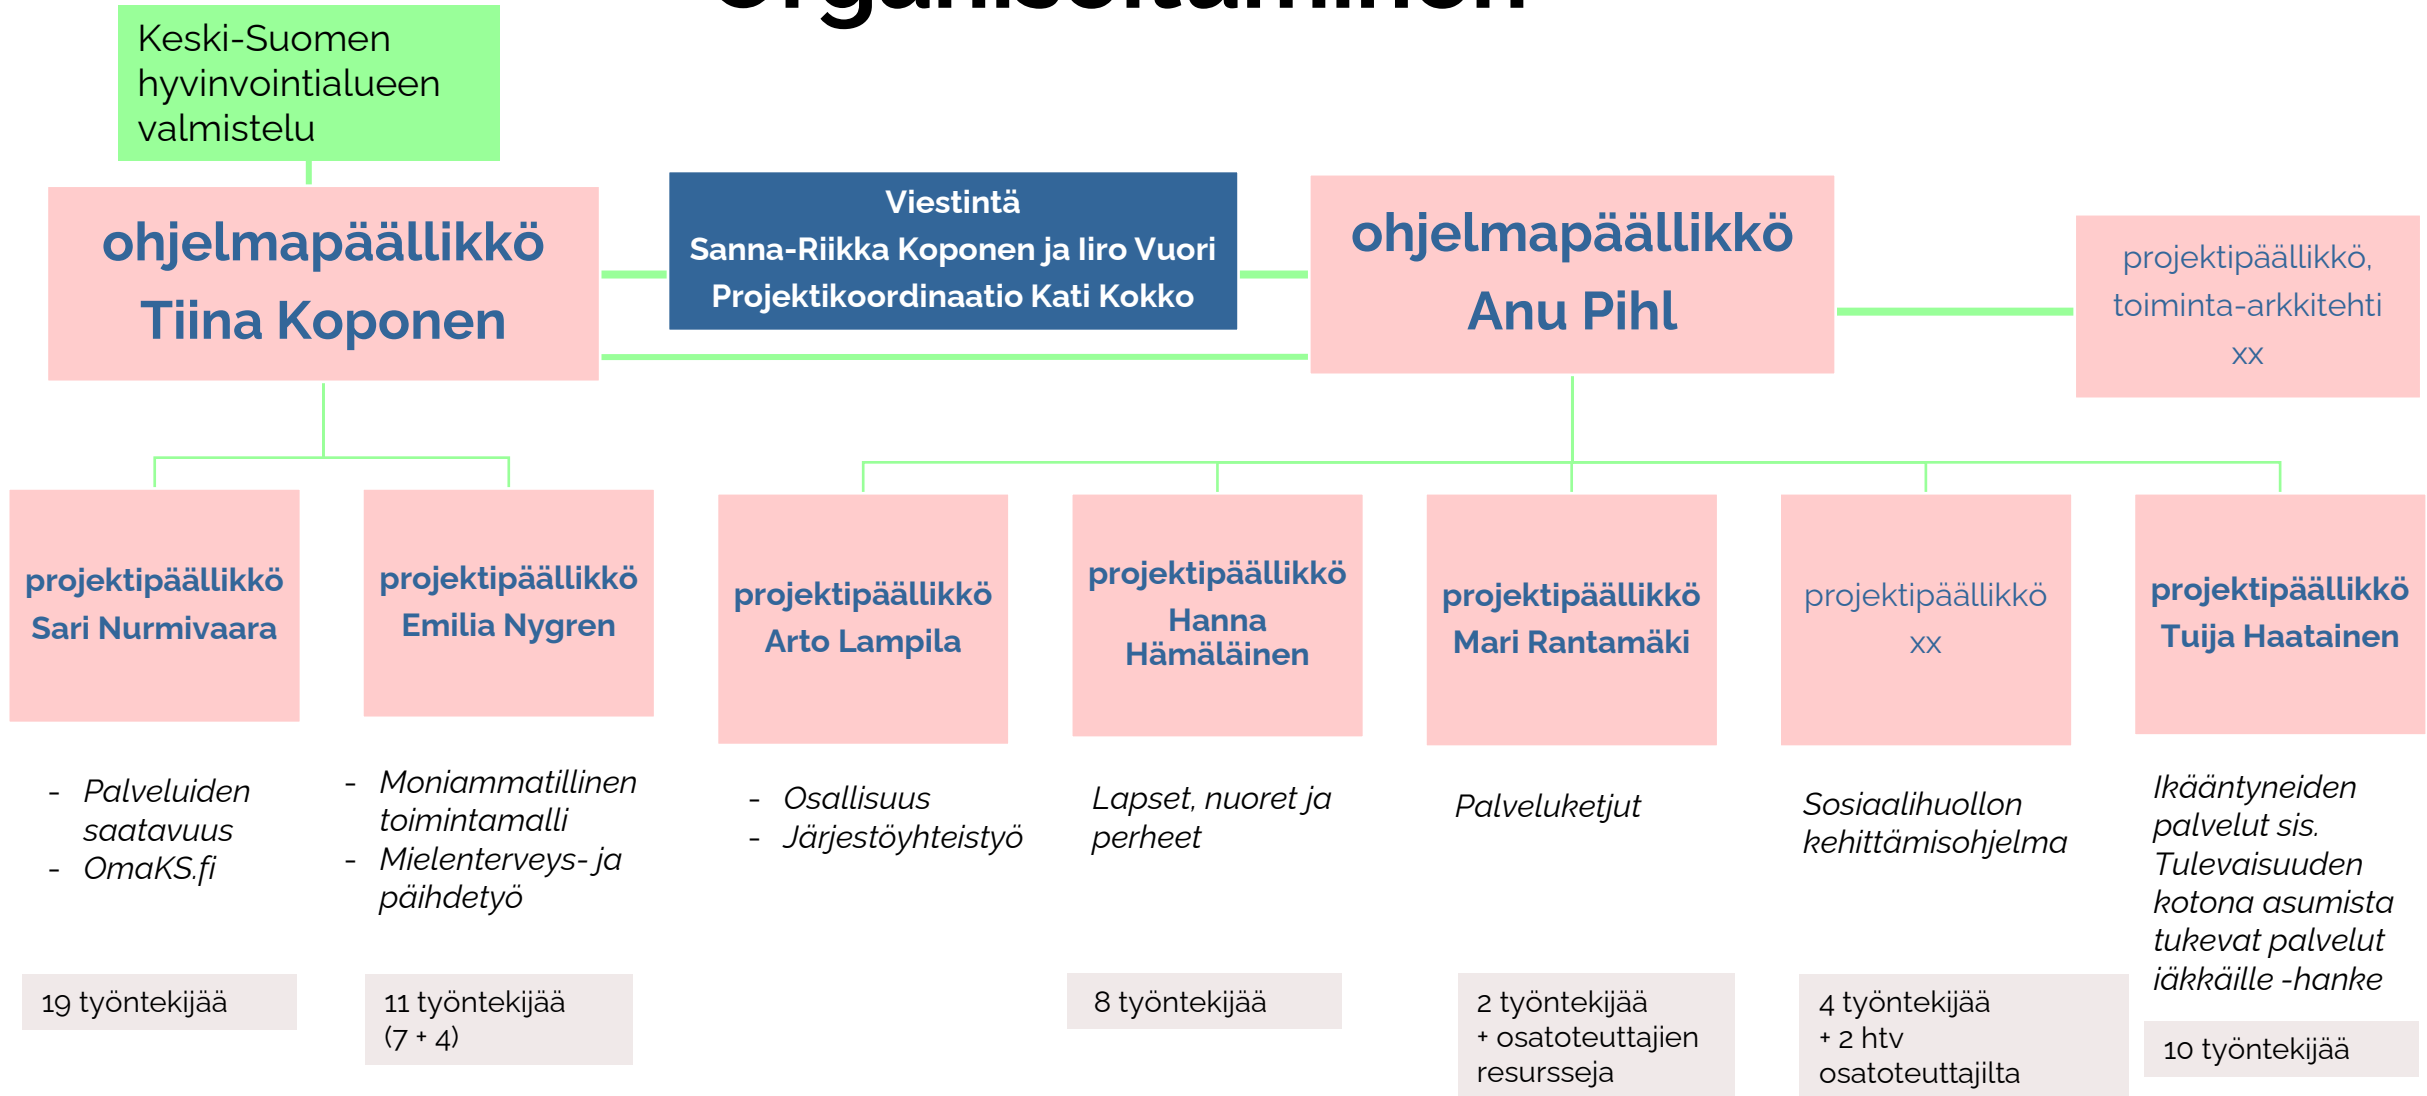 Organisoituminen
Keski-Suomen
hyvinvointialueen
valmistelu
ohjelmapäällikkö
Tiina Koponen
Viestintä
Sanna-Riikka Koponen ja Iiro Vuori
Projektikoordinaatio Kati Kokko
ohjelmapäällikkö
Anu Pihl
projektipäällikkö,
toiminta-arkkitehti
xx
projektipäällikkö
Sari Nurmivaara
projektipäällikkö
Emilia Nygren
projektipäällikkö
Arto Lampila
projektipäällikkö
Hanna
Hämäläinen
projektipäällikkö
Mari Rantamäki
projektipäällikkö
xx
projektipäällikkö
Tuija Haatainen
- Palveluiden
saatavuus
- OmaKS.fi
- Moniammatillinen
toimintamalli
- Mielenterveys- ja
päihdetyö
- Osallisuus
- Järjestöyhteistyö
Lapset, nuoret ja
perheet
Palveluketjut
Sosiaalihuollon
kehittämisohjelma
Ikääntyneiden
palvelut sis.
Tulevaisuuden
kotona asumista
tukevat palvelut
iäkkäille -hanke
19 työntekijää
11 työntekijää
(7 + 4)
8 työntekijää
2 työntekijää
+ osatoteuttajien
resursseja
4 työntekijää
+ 2 htv
osatoteuttajilta
10 työntekijää